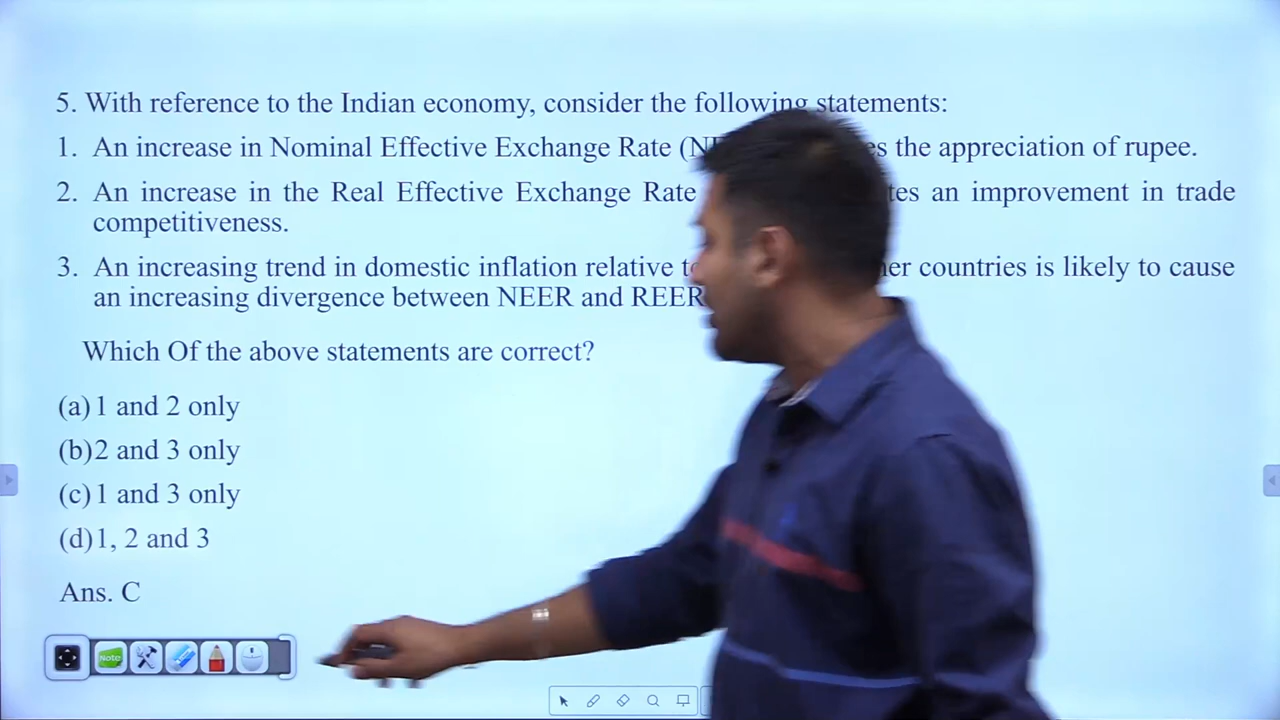 5. With reference to the Indian economy, consider the following statements:
1. An increase in Nominal Effective Exchange Rate the appreciation of rupee.
2. An increase in the Real Effective Exchange Rate an improvement in trade
competitiveness.
3. An increasing trend in domestic inflation relative countries is likely to cause
an increasing divergence between NEER and REER
Which Of the above statements are correct?
(a) 1 and 2 only
(b) 2 and 3 only
(c) 1 and 3 only
(d) 1, 2 and 3
Ans. C
Note